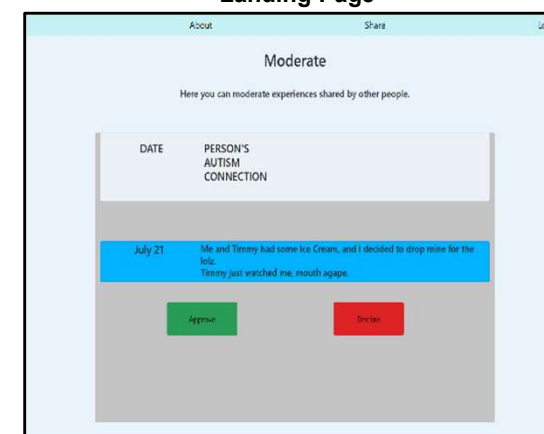 Landing Page
About Share Lo
Moderate
Here you can moderate experiences shared by other people.
DATE PERSON'S
AUTISM
CONNECTION
July 21 Me and Timmy had some Ice Cream, and I decided to drop mine for the
lolz.
Timmy just watched me, mouth agape.
Approve Decline